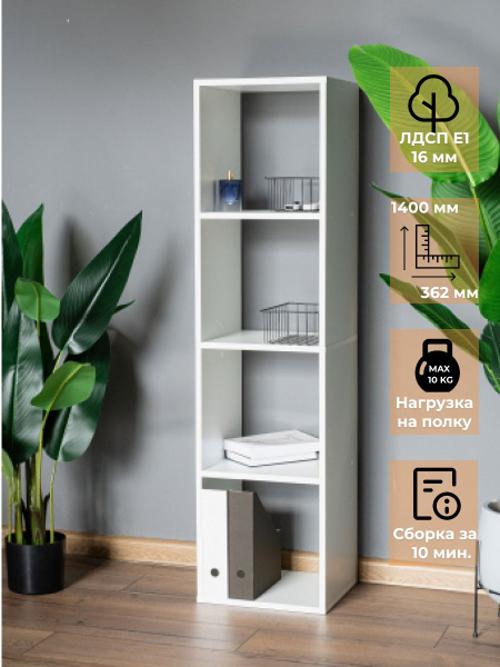 ЛДСП Е1
16 мм
1400 мм
362 мм
MAX
10 KG
Нагрузка
на полку
Сборка за
10 мин.